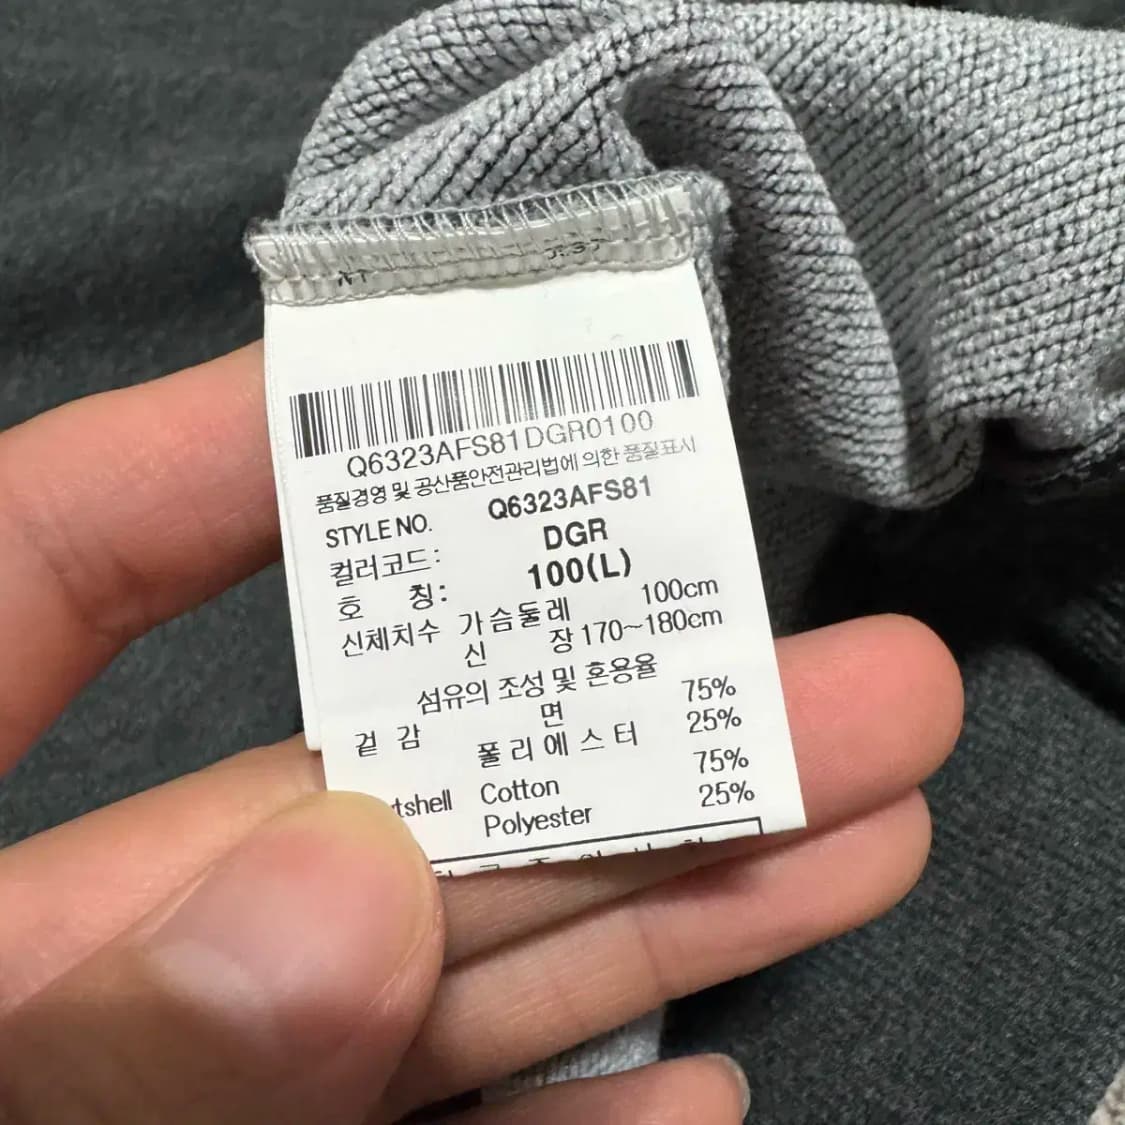 Q6323AFS81DGR0100
품질경영 및 공산품안전관리법에 의한 품질표시
STYLE NO. Q6323AFS81
컬러코드: DGR
호 칭: 100(L)
신체치수 가슴둘레 100cm
신 장 170~180cm
섬유의 조성 및 혼용율
겉 감 면 75%
폴리에스터 25%
tshell Cotton 75%
Polyester 25%